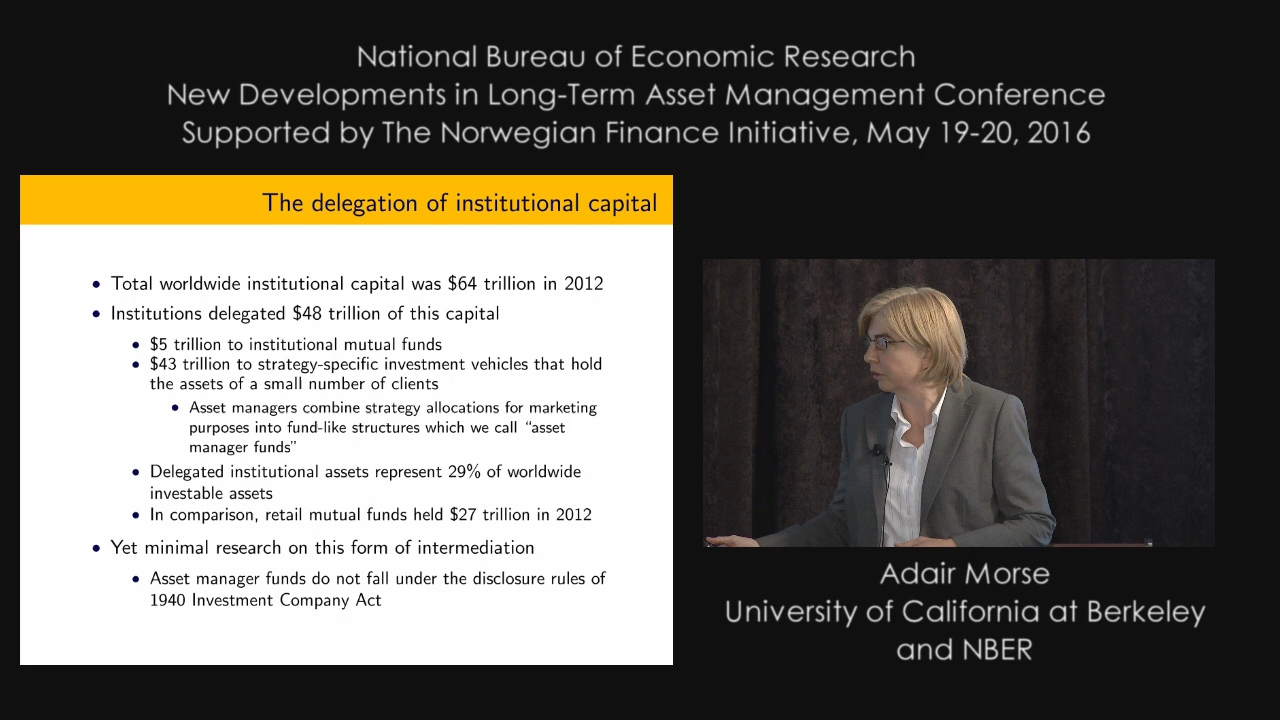 National Bureau of Economic Research
New Developments in Long-Term Asset Management Conference
Supported by The Norwegian Finance Initiative, May 19-20, 2016
The delegation of institutional capital
• Total worldwide institutional capital was $64 trillion in 2012
• Institutions delegated $48 trillion of this capital
• $5 trillion to institutional mutual funds
• $43 trillion to strategy-specific investment vehicles that hold
the assets of a small number of clients
• Asset managers combine strategy allocations for marketing
purposes into fund-like structures which we call “asset
manager funds”
• Delegated institutional assets represent 29% of worldwide
investable assets
• In comparison, retail mutual funds held $27 trillion in 2012
• Yet minimal research on this form of intermediation
• Asset manager funds do not fall under the disclosure rules of
1940 Investment Company Act
Adair Morse
University of California at Berkeley
and NBER